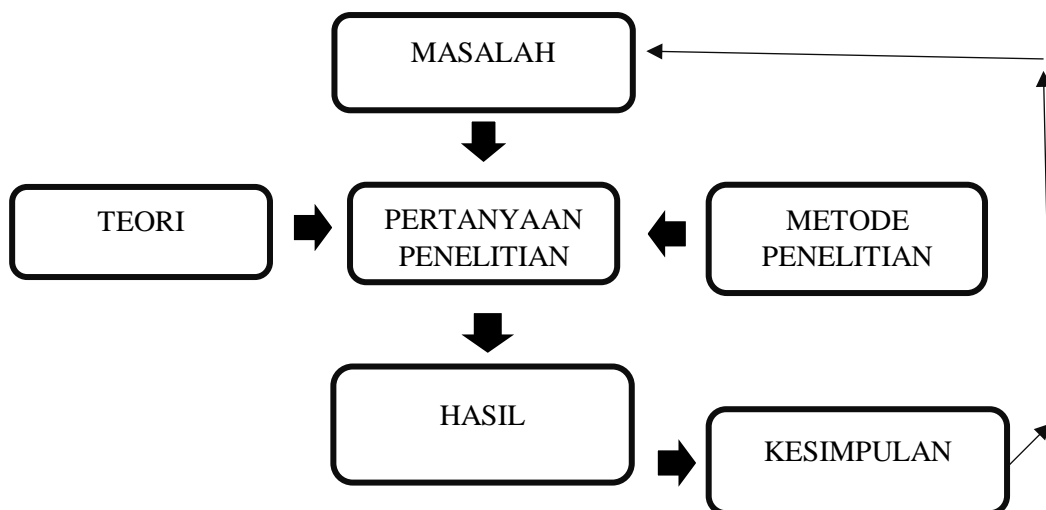 MASALAH
TEORI
PERTANYAAN
PENELITIAN
METODE
PENELITIAN
HASIL
KESIMPULAN